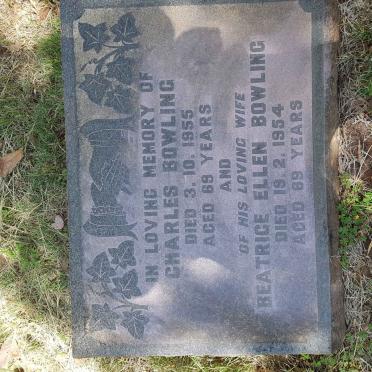 IN LOVING MEMORY OF
CHARLES BOWLING
DIED 3. 10. 1955
AGED 69 YEARS
AND
OF HIS LOVING WIFE
BEATRICE ELLEN BOWLING
DIED 19. 2. 1954
AGED 69 YEARS